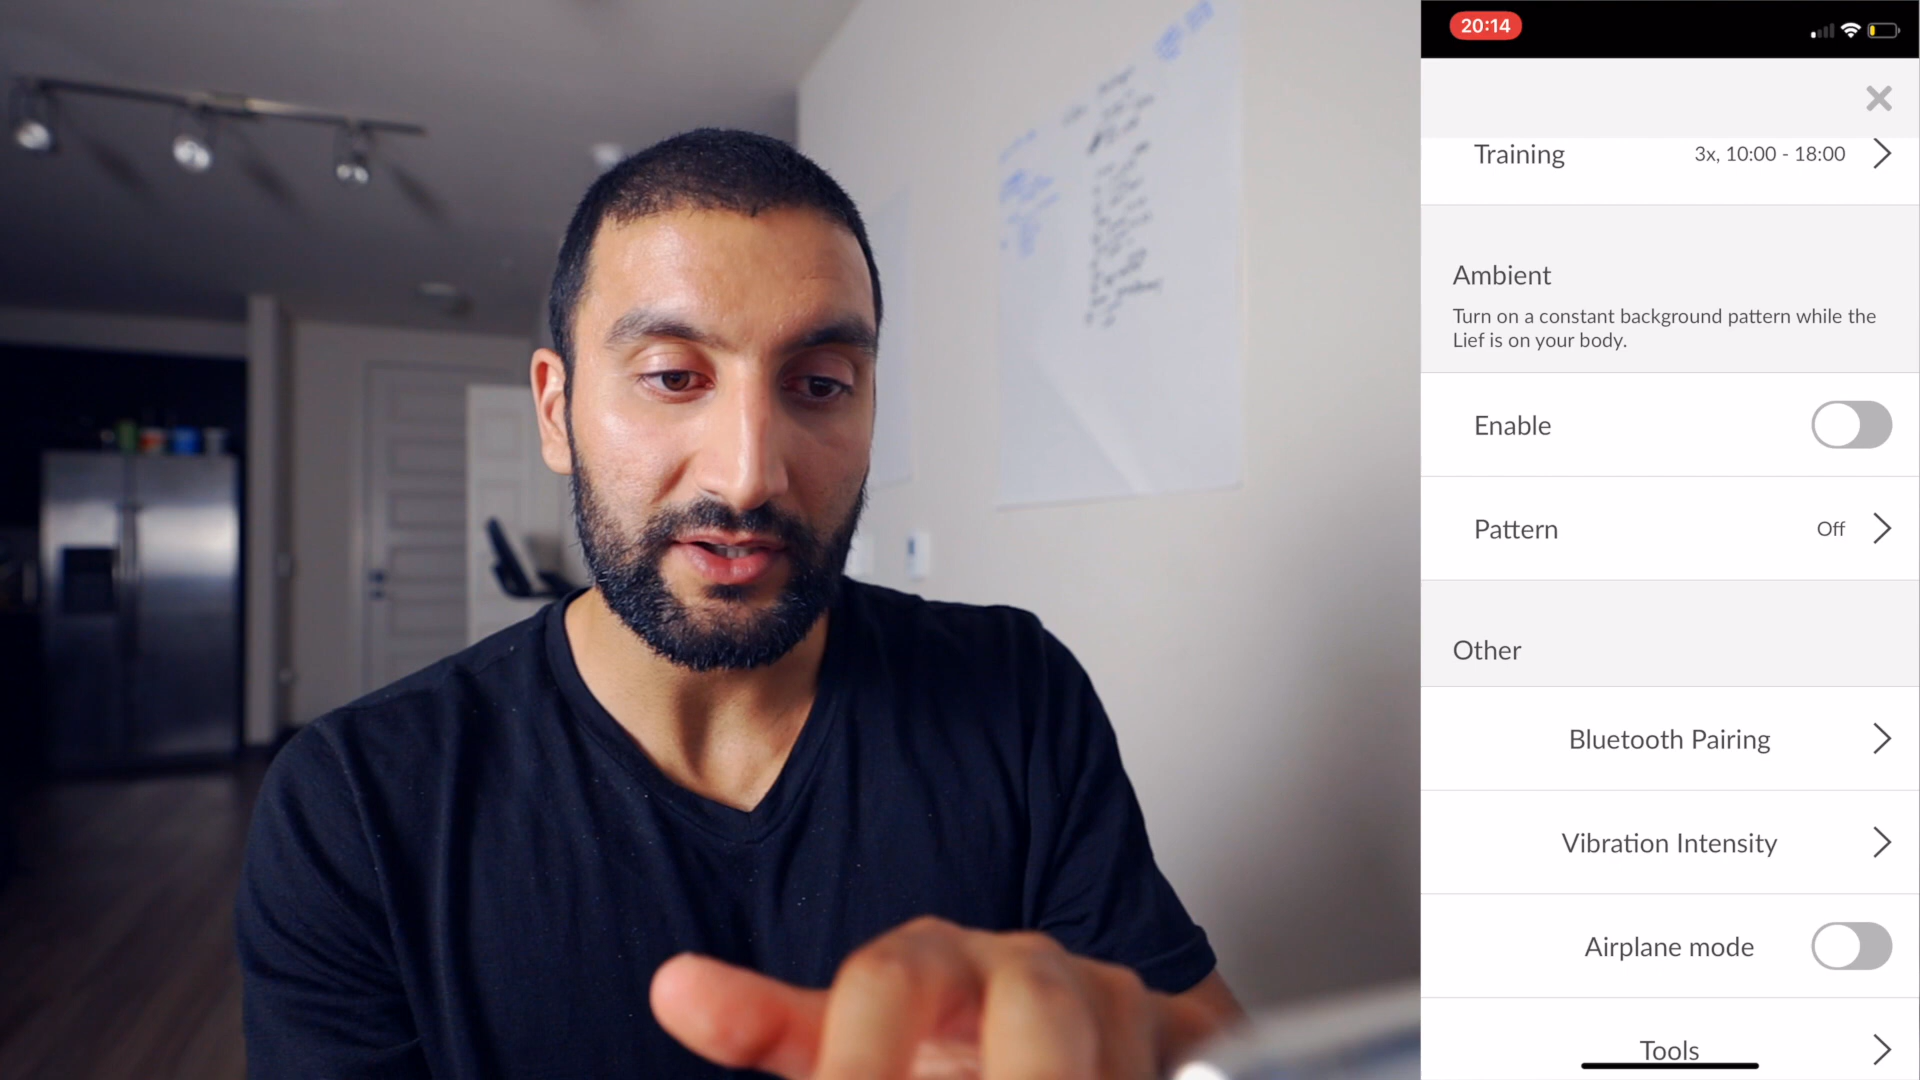 20:14
Training 3x, 10:00 - 18:00
Ambient
Turn on a constant background pattern while the
Lief is on your body.
Enable
Pattern Off
Other
Bluetooth Pairing
Vibration Intensity
Airplane mode
Tools